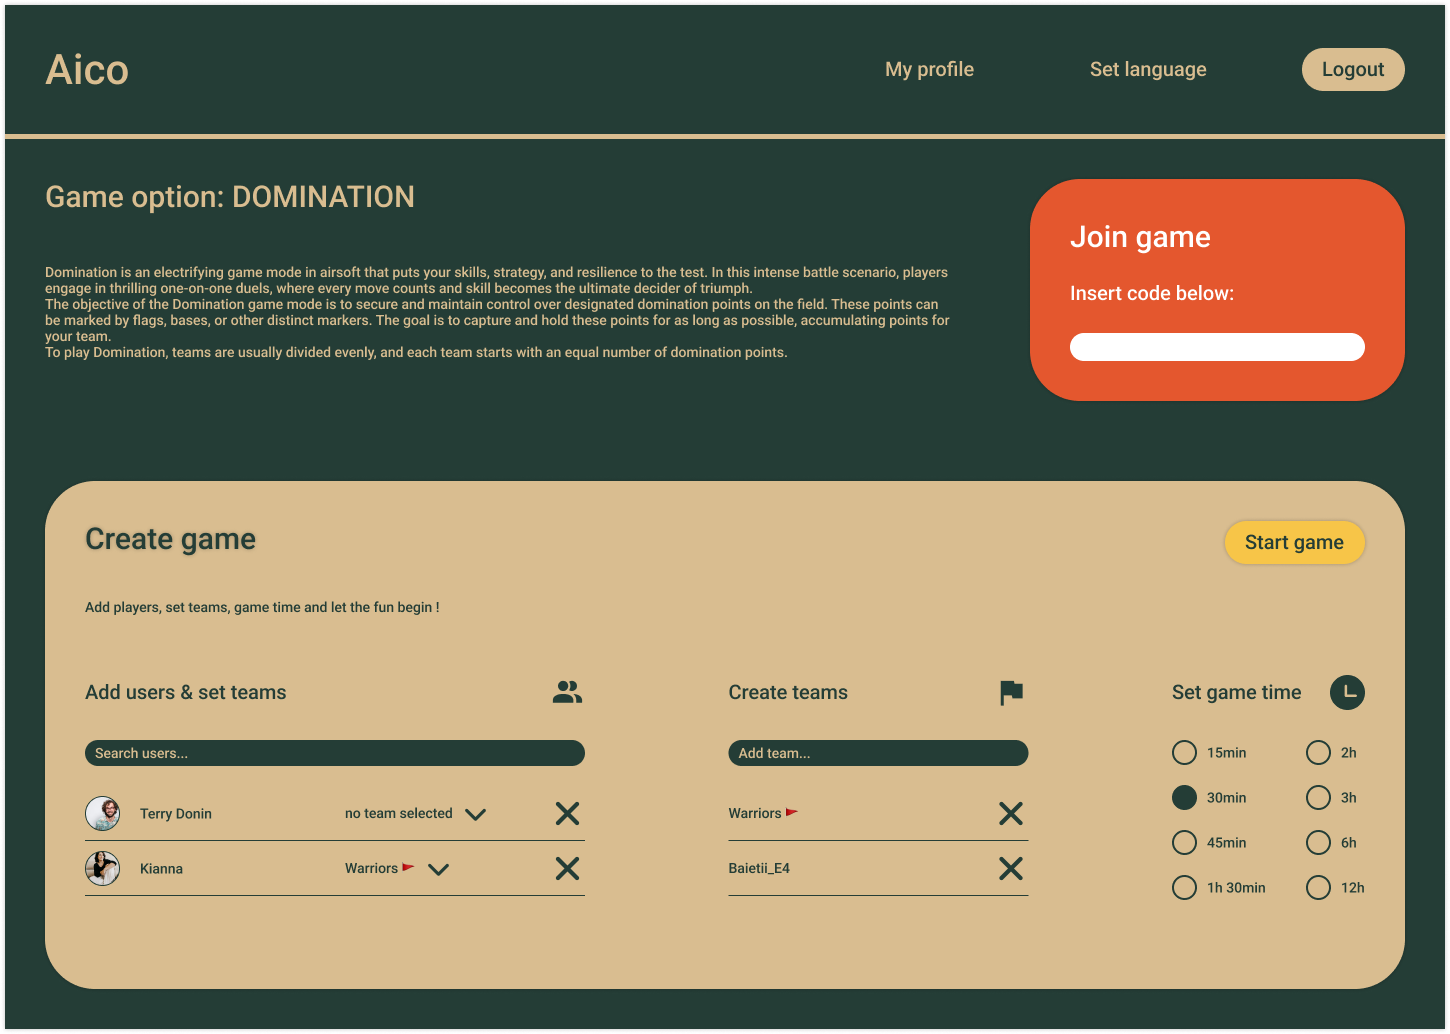 Aico
My profile
Set language
Logout
Game option: DOMINATION
Domination is an electrifying game mode in airsoft that puts your skills, strategy, and resilience to the test. In this intense battle scenario, players
engage in thrilling one-on-one duels, where every move counts and skill becomes the ultimate decider of triumph.
The objective of the Domination game mode is to secure and maintain control over designated domination points on the field. These points can
be marked by flags, bases, or other distinct markers. The goal is to capture and hold these points for as long as possible, accumulating points for
your team.
To play Domination, teams are usually divided evenly, and each team starts with an equal number of domination points.
Join game
Insert code below:
Create game
Start game
Add players, set teams, game time and let the fun begin !
Add users & set teams
Search users...
Terry Donin
no team selected
Kianna
Warriors
Create teams
Add team...
Warriors
Baietii_E4
Set game time
15min
2h
30min
3h
45min
6h
1h 30min
12h